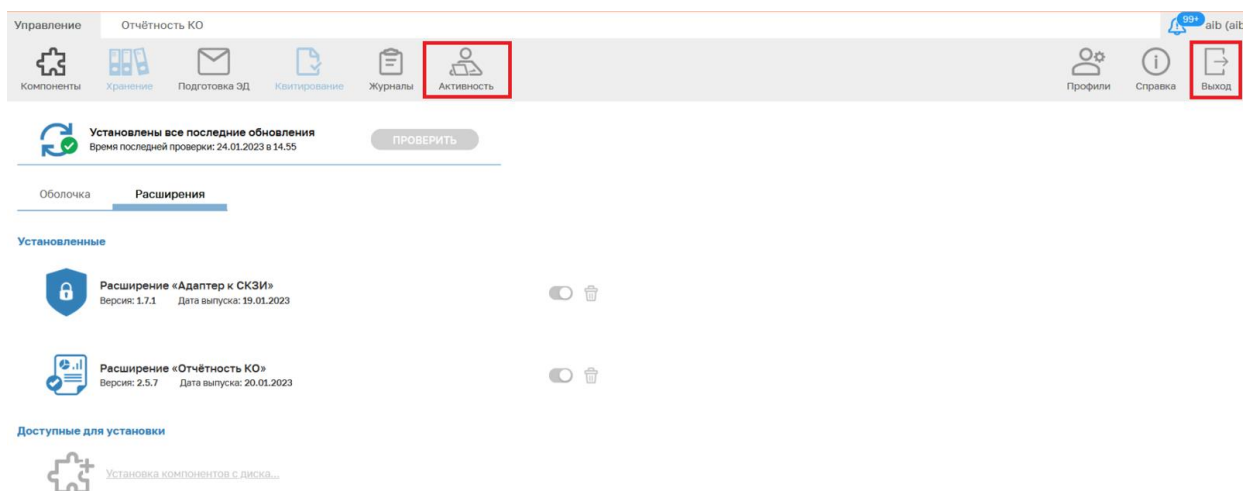 Управление Отчётность КО 99+ aib (aib
Компоненты Хранение Подготовка ЭД Квитирование Журналы Активность Профили Справка Выход
Установлены все последние обновления
Время последней проверки: 24.01.2023 в 14.55
ПРОВЕРИТЬ
Оболочка Расширения
Установленные
Расширение «Адаптер к СКЗИ»
Версия: 1.7.1 Дата выпуска: 19.01.2023
Расширение «Отчётность КО»
Версия: 2.5.7 Дата выпуска: 20.01.2023
Доступные для установки
Установка компонентов с диска...